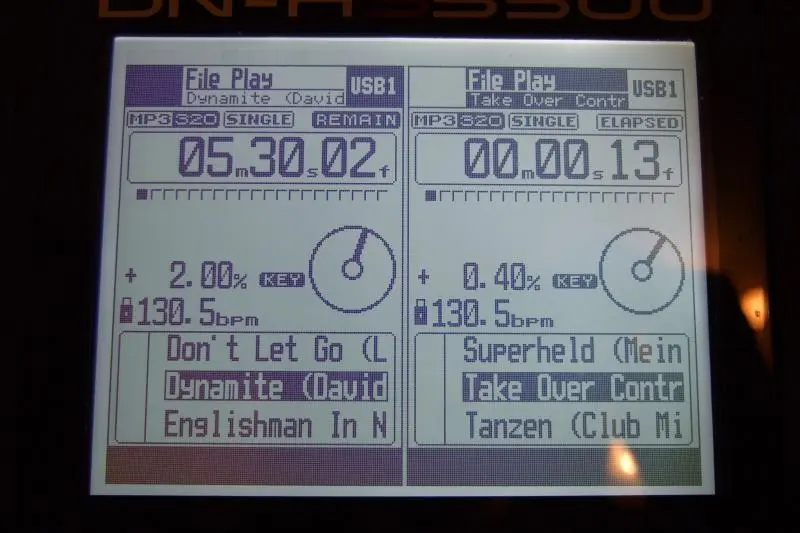 DN-HS5500
File Play
Dynamite (David
USB1
MP3 320 SINGLE REMAIN
05m30s02f
+ 2.00% KEY
130.5bpm
Don't Let Go (L
Dynamite (David
Englishman In N
File Play
Take Over Contr
USB1
MP3 320 SINGLE ELAPSED
00m00s13f
+ 0.40% KEY
130.5bpm
Superheld (Mein
Take Over Contr
Tanzen (Club Mi